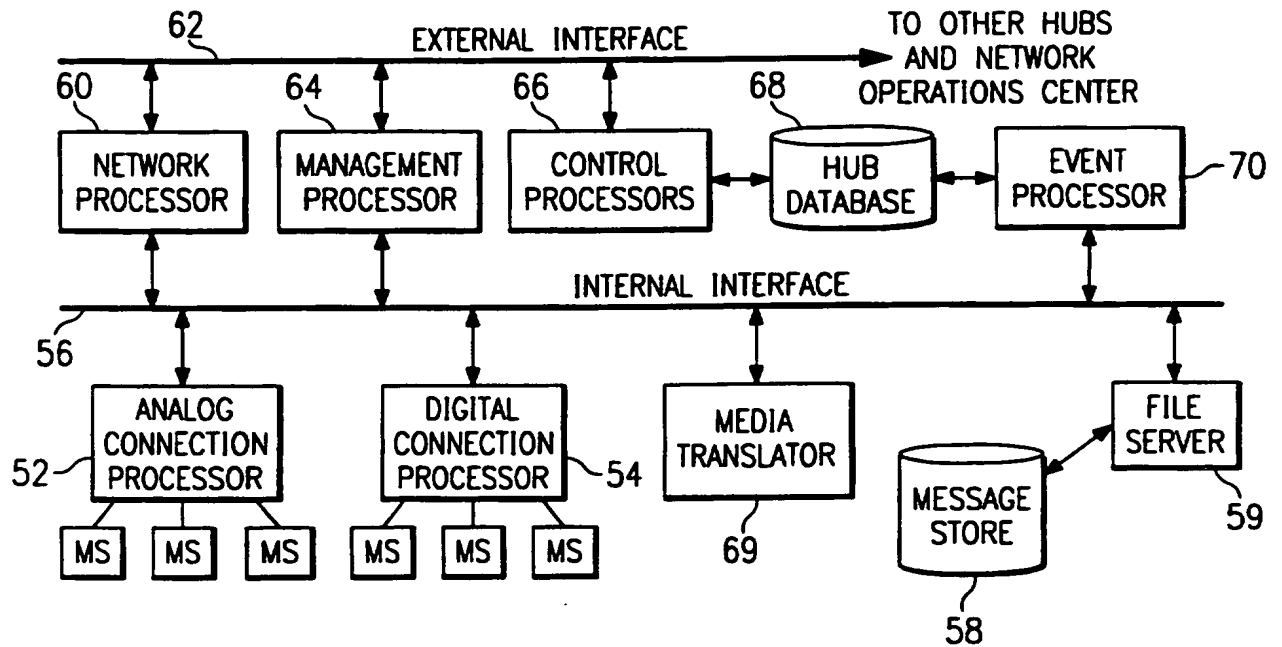 62
EXTERNAL INTERFACE
TO OTHER HUBS
AND NETWORK
OPERATIONS CENTER
60
64
66
68
NETWORK
PROCESSOR
MANAGEMENT
PROCESSOR
CONTROL
PROCESSORS
HUB
DATABASE
EVENT
PROCESSOR
70
INTERNAL INTERFACE
56
ANALOG
CONNECTION
PROCESSOR
52
DIGITAL
CONNECTION
PROCESSOR
54
MEDIA
TRANSLATOR
69
FILE
SERVER
59
MESSAGE
STORE
58
MS
MS
MS
MS
MS
MS